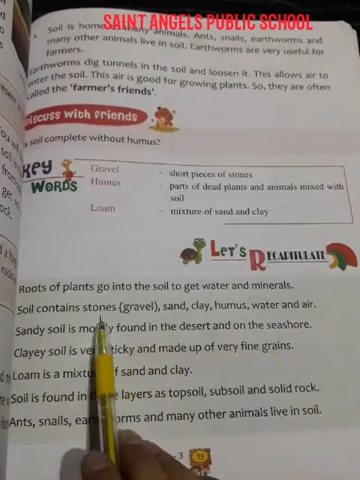 SAINT ANGELS PUBLIC SCHOOL
Soil is home many animals. Ants, snails, earthworms and
many other animals live in soil. Earthworms are very useful for
farmers.
Earthworms dig tunnels in the soil and loosen it. This allows air to
enter the soil. This air is good for growing plants. So, they are often
called the 'farmer's friends'.
Discuss with Friends
s soil complete without humus?
Key Words
Gravel - short pieces of stones
Humus - parts of dead plants and animals mixed with
soil
Loam - mixture of sand and clay
Let's Recapitulate
Roots of plants go into the soil to get water and minerals.
Soil contains stones (gravel), sand, clay, humus, water and air.
Sandy soil is mostly found in the desert and on the seashore.
Clayey soil is very sticky and made up of very fine grains.
Loam is a mixture of sand and clay.
Soil is found in layers as topsoil, subsoil and solid rock.
Ants, snails, earthworms and many other animals live in soil.
3 75